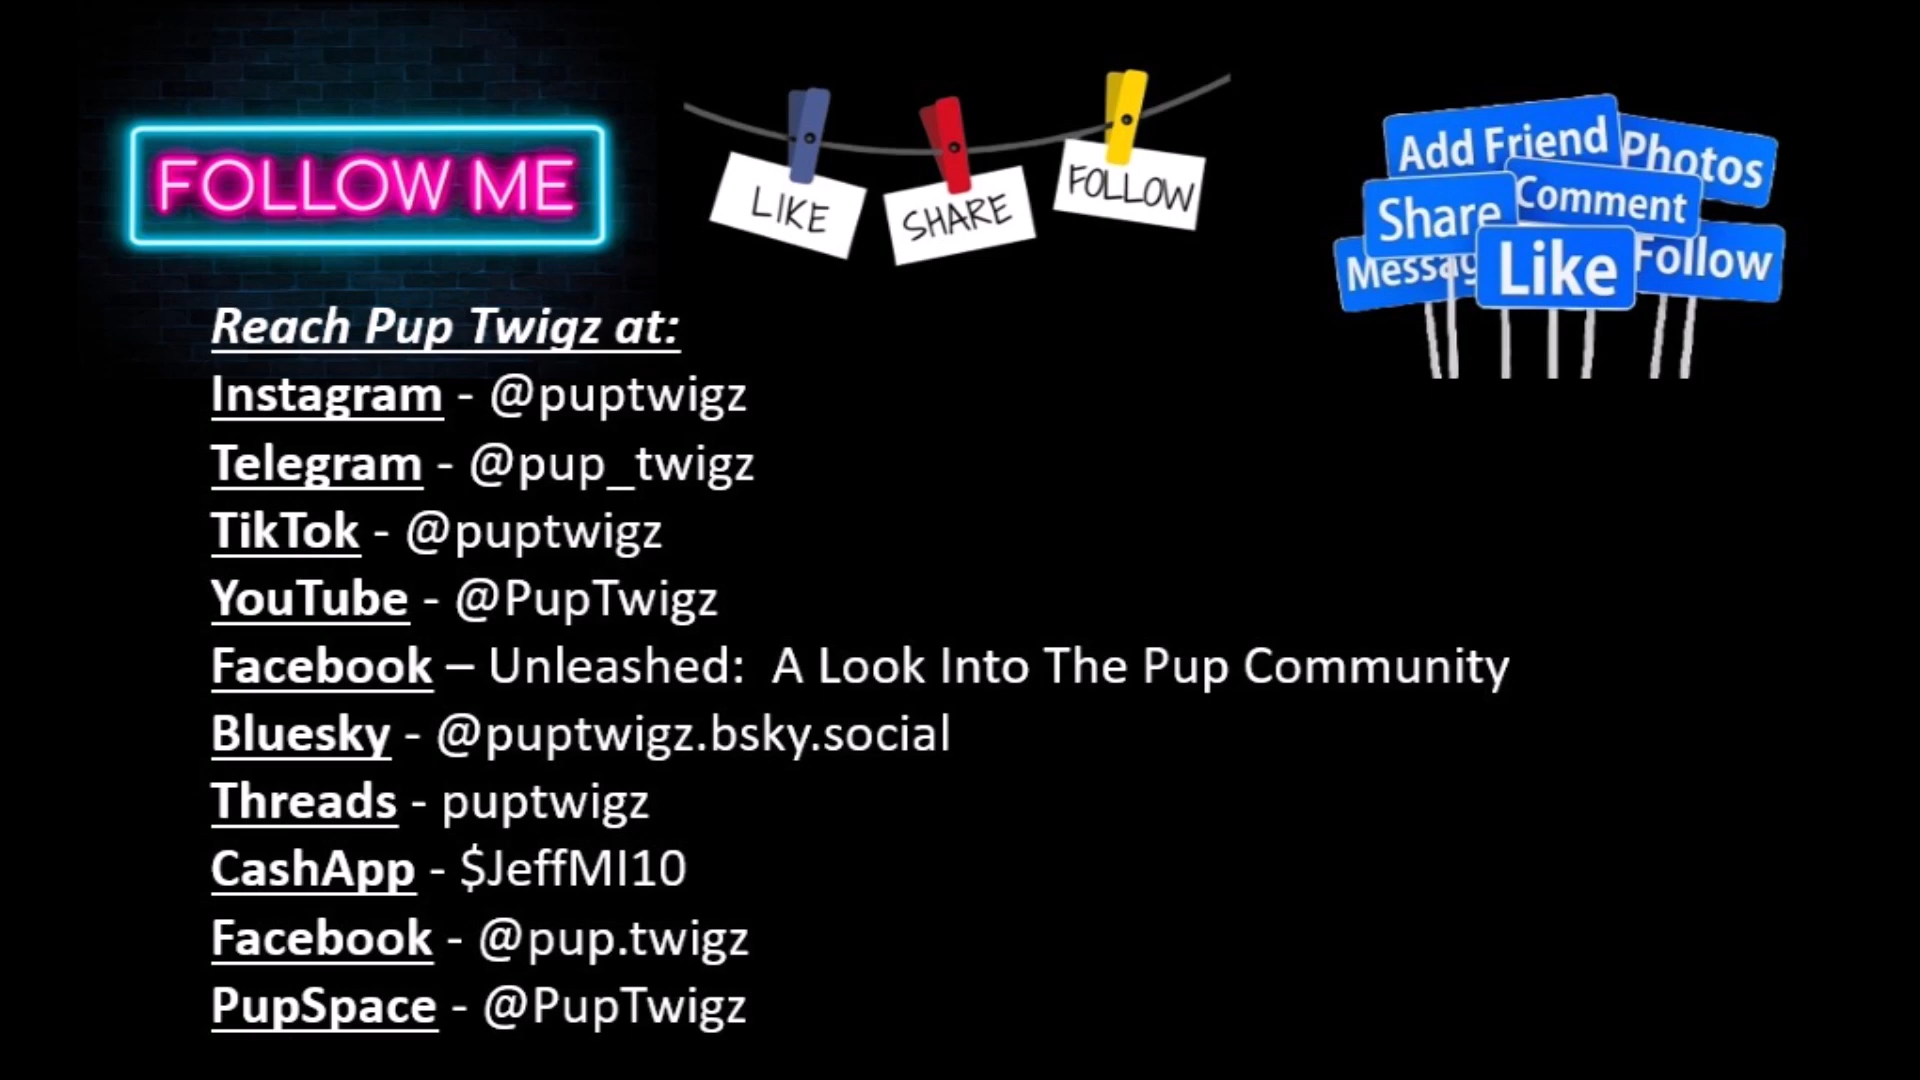 FOLLOW ME
LIKE
SHARE
FOLLOW
Add Friend
Photos
Share
Comment
Messag
Like
Follow
Reach Pup Twigz at:
Instagram - @puptwigz
Telegram - @pup_twigz
TikTok - @puptwigz
YouTube - @PupTwigz
Facebook – Unleashed:  A Look Into The Pup Community
Bluesky - @puptwigz.bsky.social
Threads - puptwigz
CashApp - $JeffMI10
Facebook - @pup.twigz
PupSpace - @PupTwigz